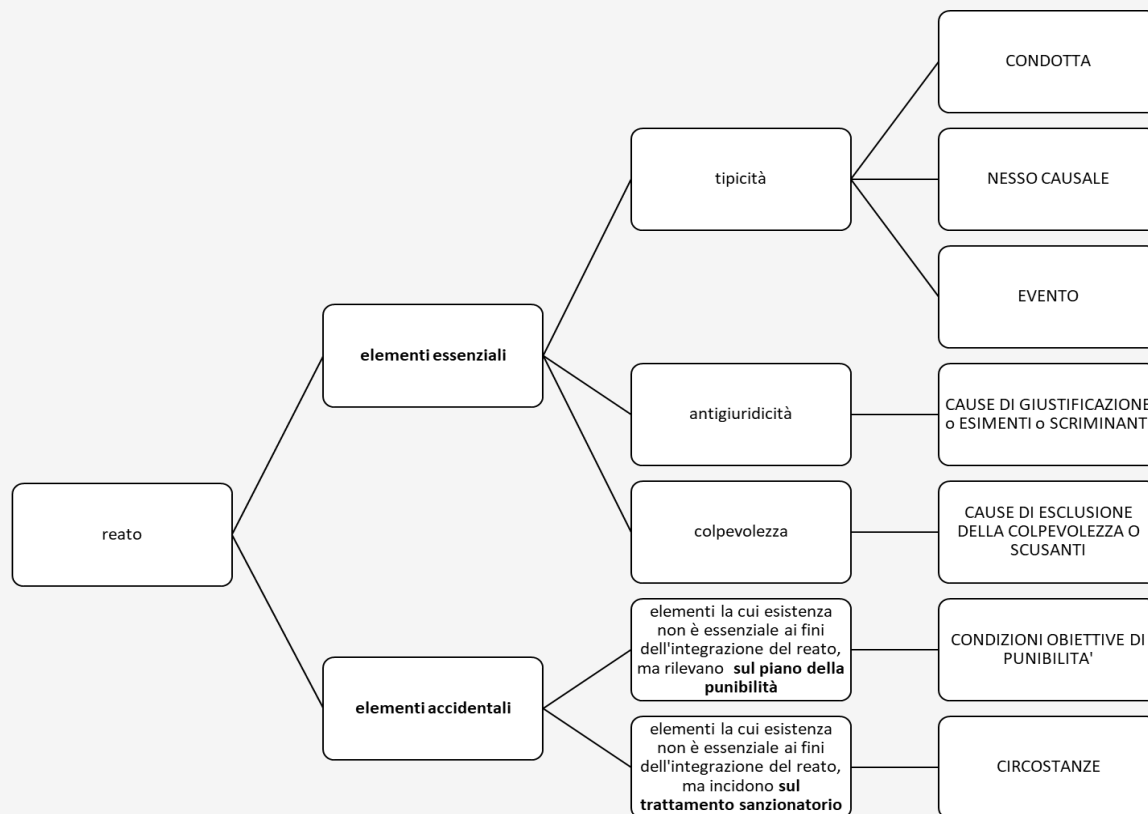 CONDOTTA
tipicità
NESSO CAUSALE
EVENTO
elementi essenziali
antigiuridicità
CAUSE DI GIUSTIFICAZIONE
o ESIMENTI o SCRIMINANT
reato
colpevolezza
CAUSE DI ESCLUSIONE
DELLA COLPEVOLEZZA O
SCUSANTI
elementi accidentali
elementi la cui esistenza
non è essenziale ai fini
dell'integrazione del reato,
ma rilevano sul piano della
punibilità
CONDIZIONI OBIETTIVE DI
PUNIBILITA'
elementi la cui esistenza
non è essenziale ai fini
dell'integrazione del reato,
ma incidono sul
trattamento sanzionatorio
CIRCOSTANZE